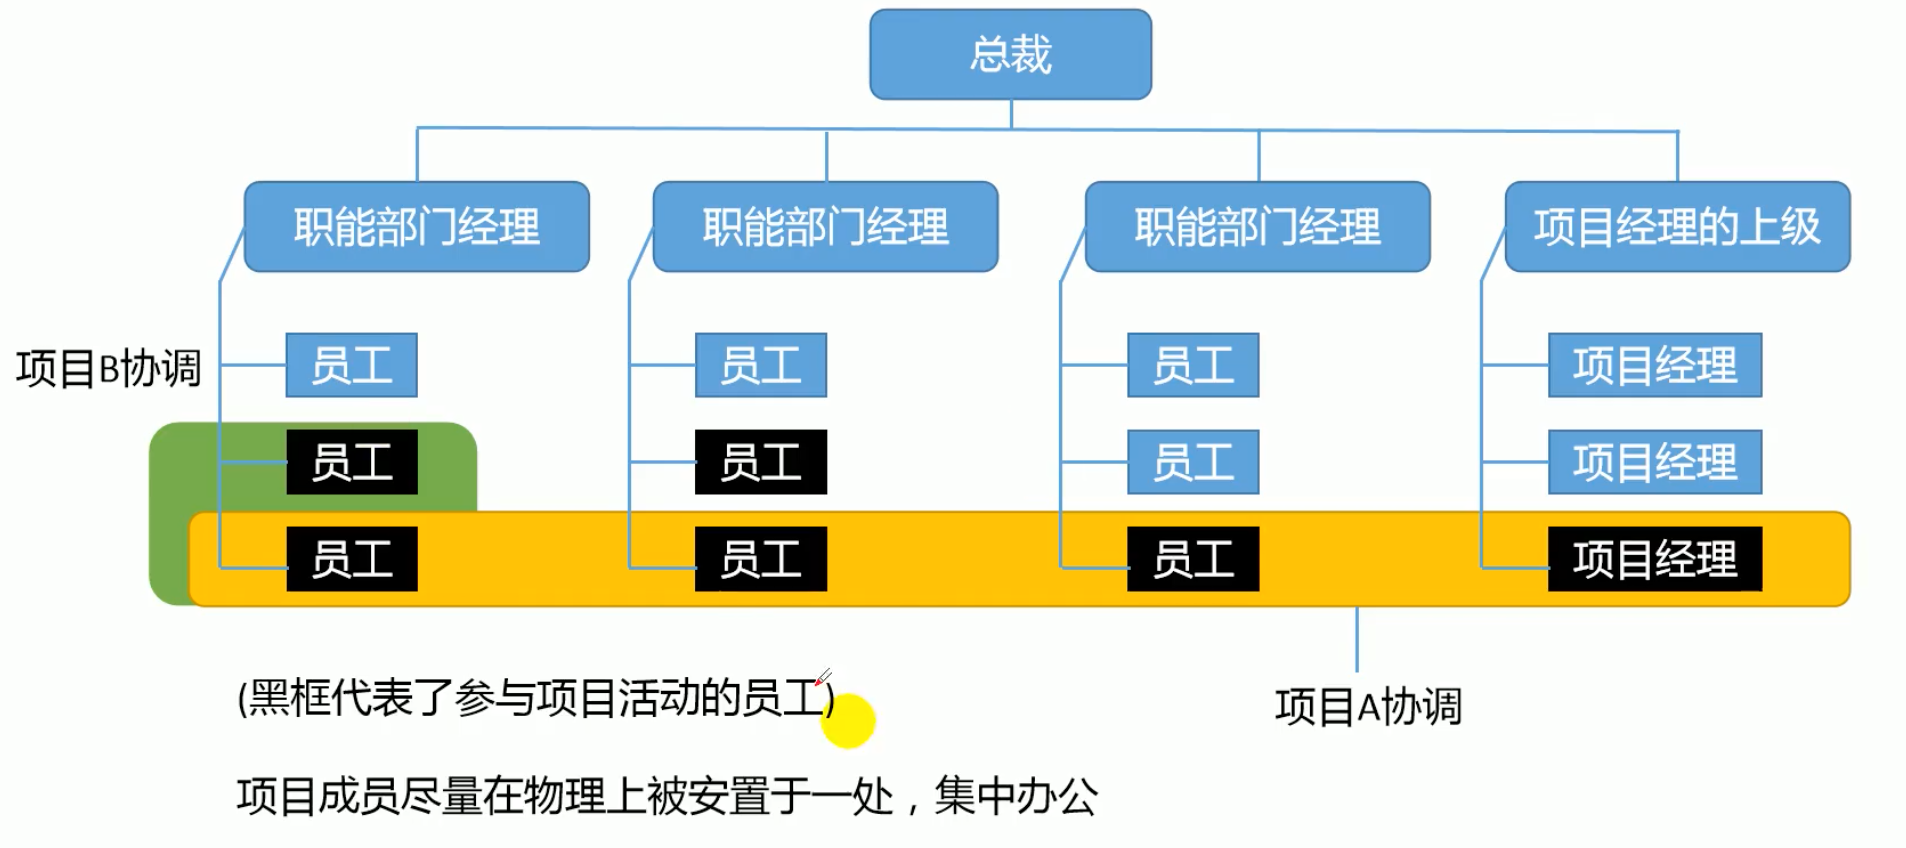 总裁
职能部门经理
职能部门经理
职能部门经理
项目经理的上级
项目B协调
员工
员工
员工
项目经理
员工
员工
员工
项目经理
员工
员工
员工
项目经理
(黑框代表了参与项目活动的员工)
项目A协调
项目成员尽量在物理上被安置于一处，集中办公